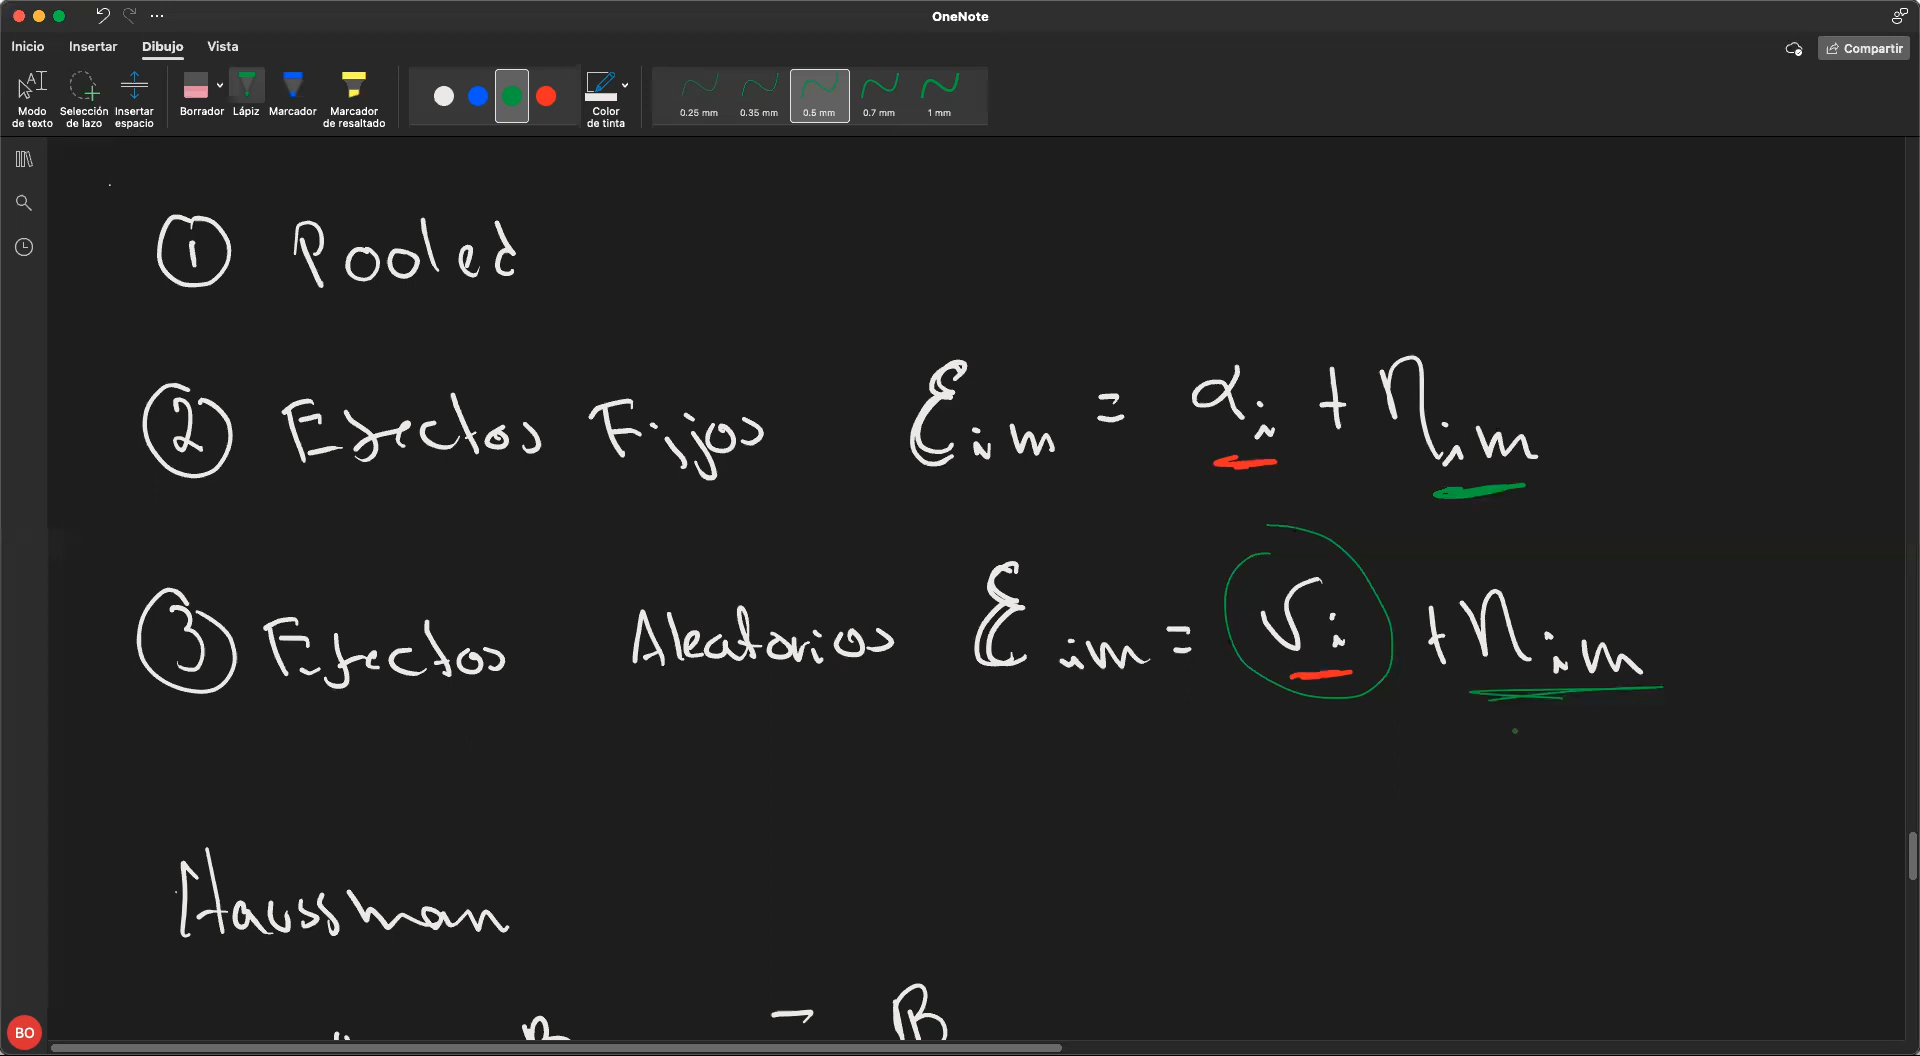 OneNote
Inicio Insertar Dibujo Vista
Compartir
Modo de texto
Selección de lazo
Insertar espacio
Borrador
Lápiz
Marcador
Marcador de resaltado
Color de tinta
0.25 mm
0.35 mm
0.5 mm
0.7 mm
1 mm
① Pooled
② Efectos Fijos Ɛim = αi + ηim
③ Efectos Aleatorios Ɛim = νi + ηim
Haussman
BO